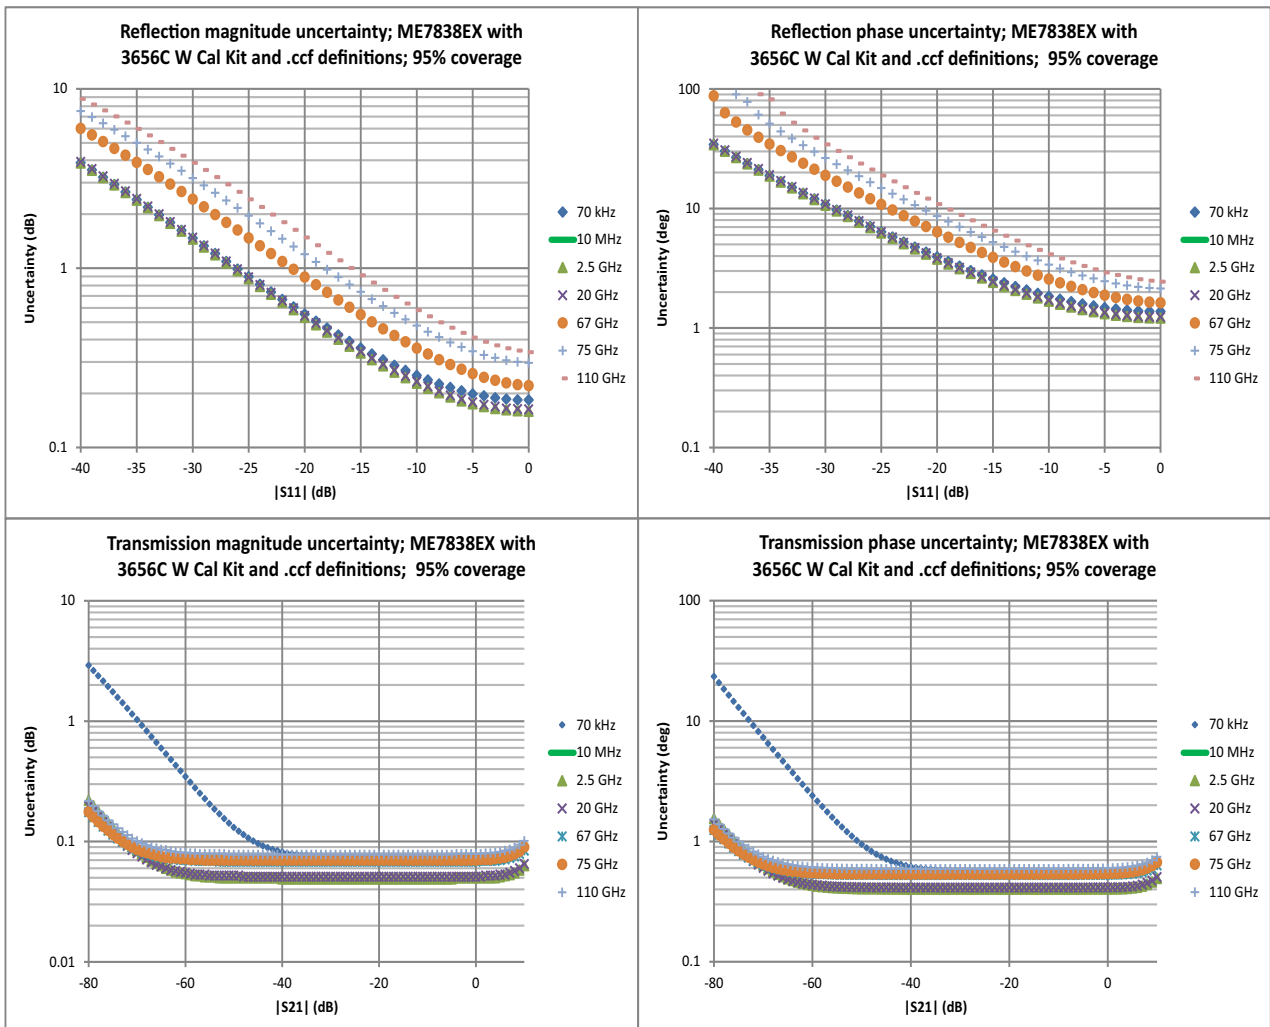 Reflection magnitude uncertainty; ME7838EX with
3656C W Cal Kit and .ccf definitions; 95% coverage
Uncertainty (dB)
10
1
0.1
-40 -35 -30 -25 -20 -15 -10 -5 0
|S11| (dB)
70 kHz
10 MHz
2.5 GHz
20 GHz
67 GHz
75 GHz
110 GHz
Reflection phase uncertainty; ME7838EX with
3656C W Cal Kit and .ccf definitions; 95% coverage
Uncertainty (deg)
100
10
1
0.1
-40 -35 -30 -25 -20 -15 -10 -5 0
|S11| (dB)
70 kHz
10 MHz
2.5 GHz
20 GHz
67 GHz
75 GHz
110 GHz
Transmission magnitude uncertainty; ME7838EX with
3656C W Cal Kit and .ccf definitions; 95% coverage
Uncertainty (dB)
10
1
0.1
0.01
-80 -60 -40 -20 0
|S21| (dB)
70 kHz
10 MHz
2.5 GHz
20 GHz
67 GHz
75 GHz
110 GHz
Transmission phase uncertainty; ME7838EX with
3656C W Cal Kit and .ccf definitions; 95% coverage
Uncertainty (deg)
100
10
1
0.1
-80 -60 -40 -20 0
|S21| (dB)
70 kHz
10 MHz
2.5 GHz
20 GHz
67 GHz
75 GHz
110 GHz